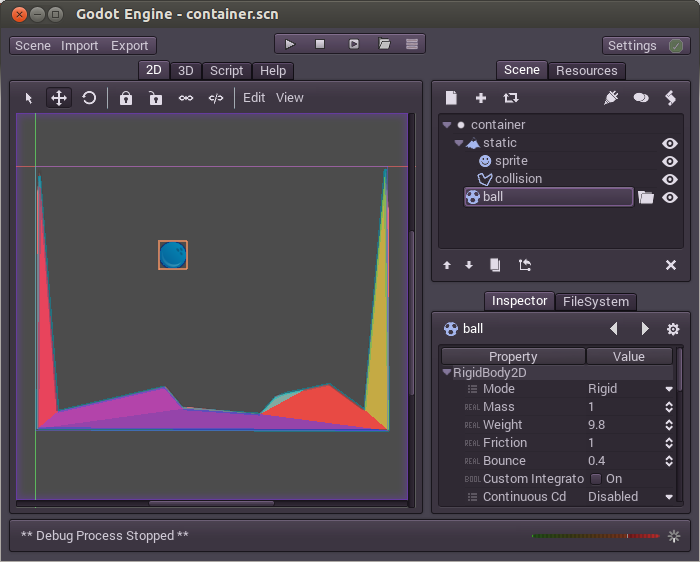 Godot Engine - container.scn
Scene Import Export
Settings
2D 3D Script Help
Scene Resources
Edit View
container
static
sprite
collision
ball
Inspector FileSystem
ball
Property Value
RigidBody2D
Mode Rigid
REAL Mass 1
REAL Weight 9.8
REAL Friction 1
REAL Bounce 0.4
BOOL Custom Integrato On
Continuous Cd Disabled
** Debug Process Stopped **